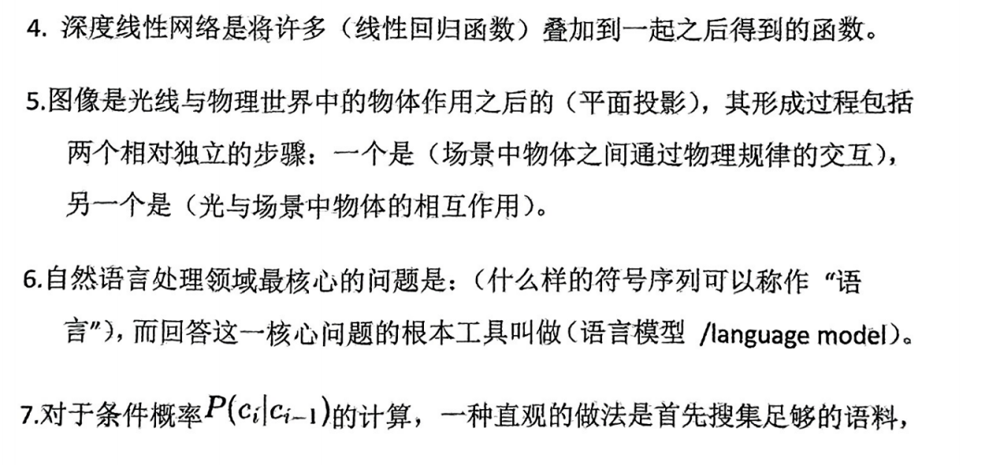 4. 深度线性网络是将许多（线性回归函数）叠加到一起之后得到的函数。
5.图像是光线与物理世界中的物体作用之后的（平面投影），其形成过程包括
两个相对独立的步骤：一个是（场景中物体之间通过物理规律的交互），
另一个是（光与场景中物体的相互作用）。
6.自然语言处理领域最核心的问题是：（什么样的符号序列可以称作“语
言”），而回答这一核心问题的根本工具叫做（语言模型 /language model）。
7.对于条件概率P(cᵢ|cᵢ₋₁)的计算，一种直观的做法是首先搜集足够的语料，